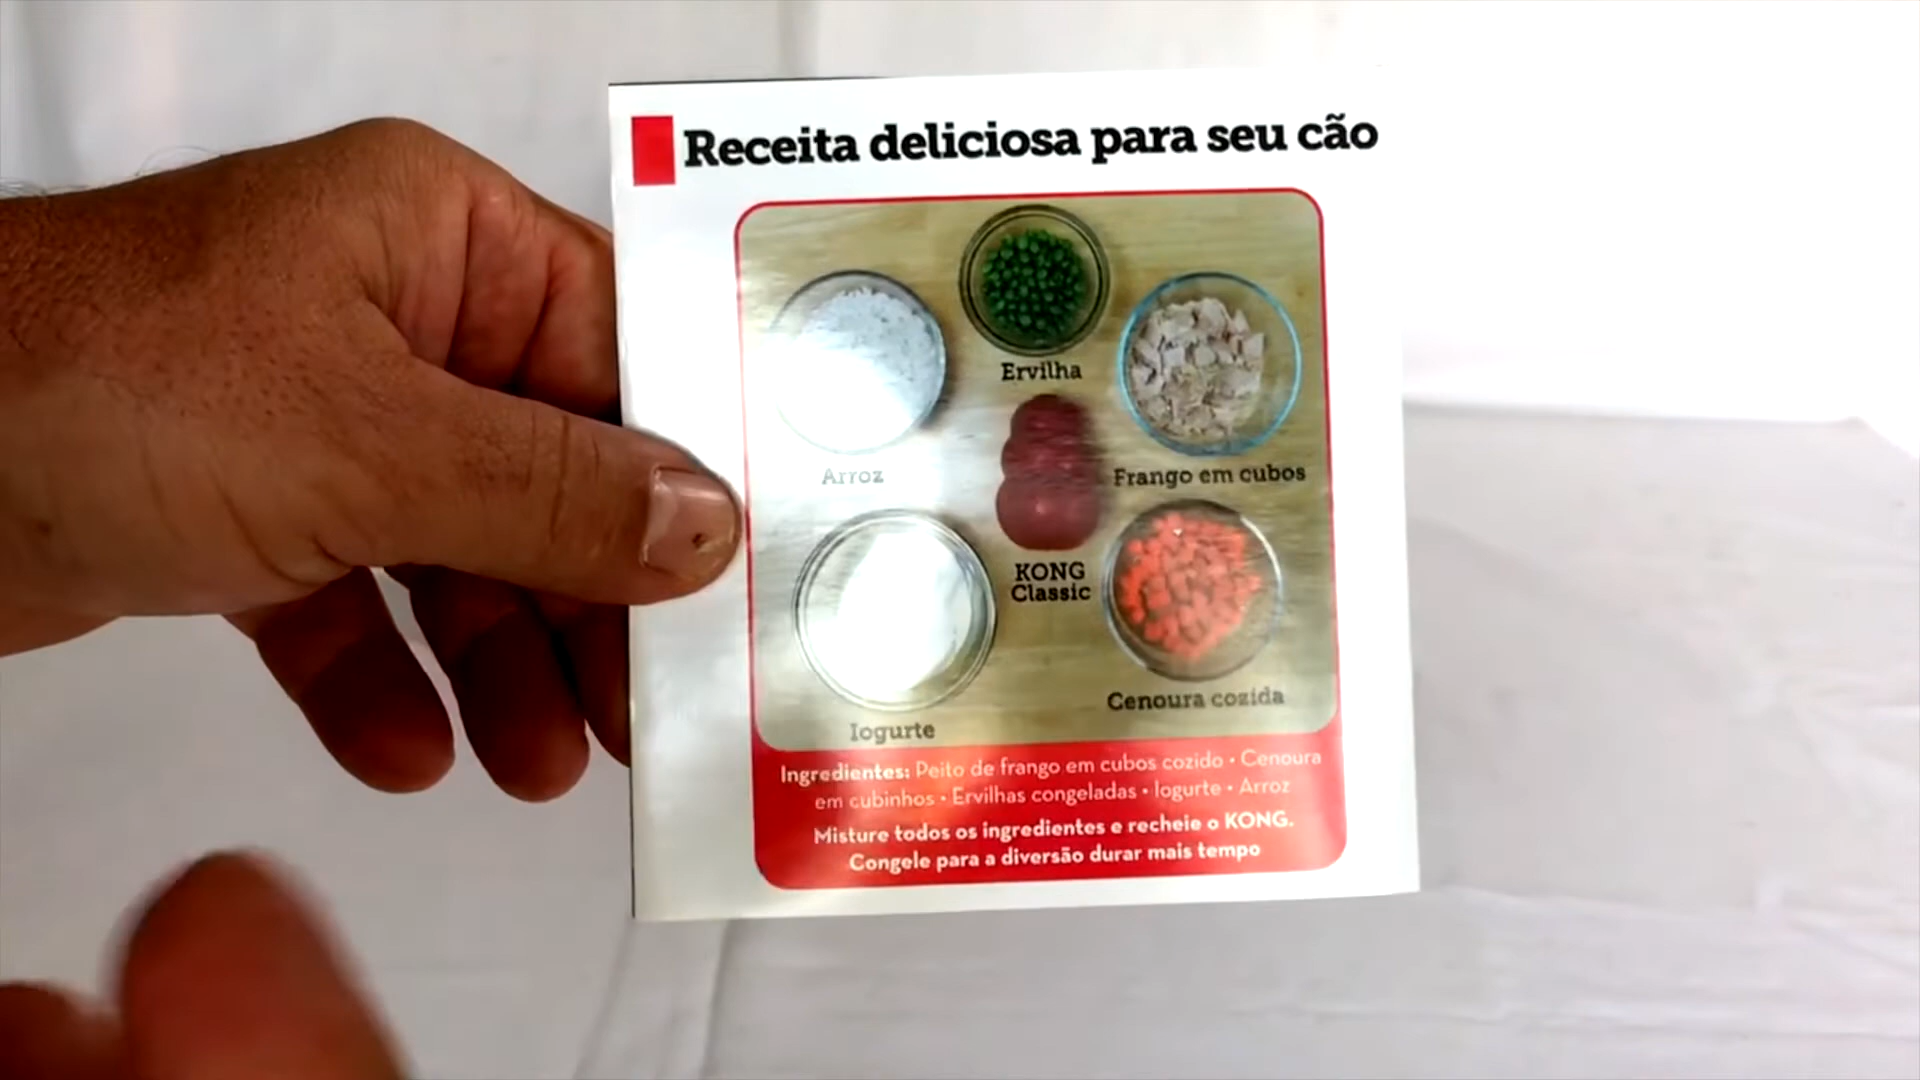 Receita deliciosa para seu cão
Ervilha
Arroz
Frango em cubos
KONG
Classic
Iogurte
Cenoura cozida
Ingredientes: Peito de frango em cubos cozido • Cenoura
em cubinhos • Ervilhas congeladas • Iogurte • Arroz
Misture todos os ingredientes e recheie o KONG.
Congele para a diversão durar mais tempo